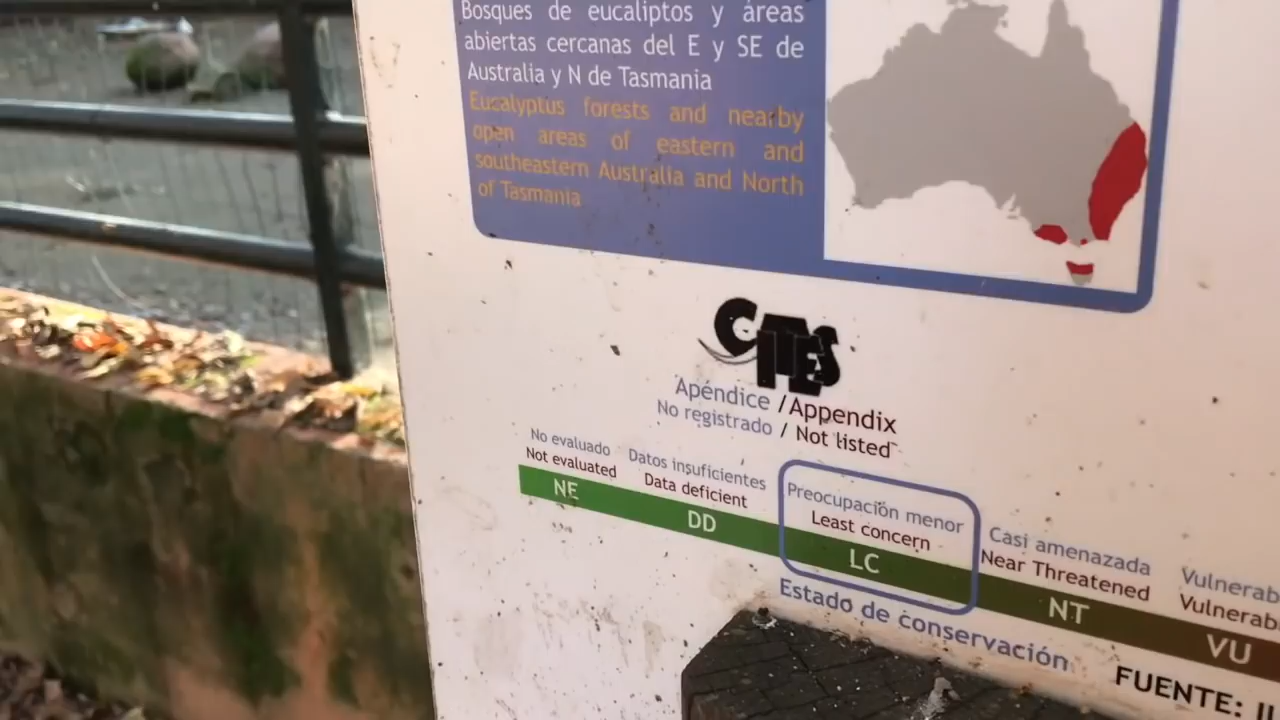 Bosques de eucaliptos y áreas
abiertas cercanas del E y SE de
Australia y N de Tasmania
Eucalyptus forests and nearby
open areas of eastern and
southeastern Australia and North
of Tasmania
CITES
Apéndice / Appendix
No registrado / Not listed
No evaluado
Not evaluated
NE
Datos insuficientes
Data deficient
DD
Preocupación menor
Least concern
LC
Casi amenazada
Near Threatened
NT
VU
Estado de conservación
FUENTE: